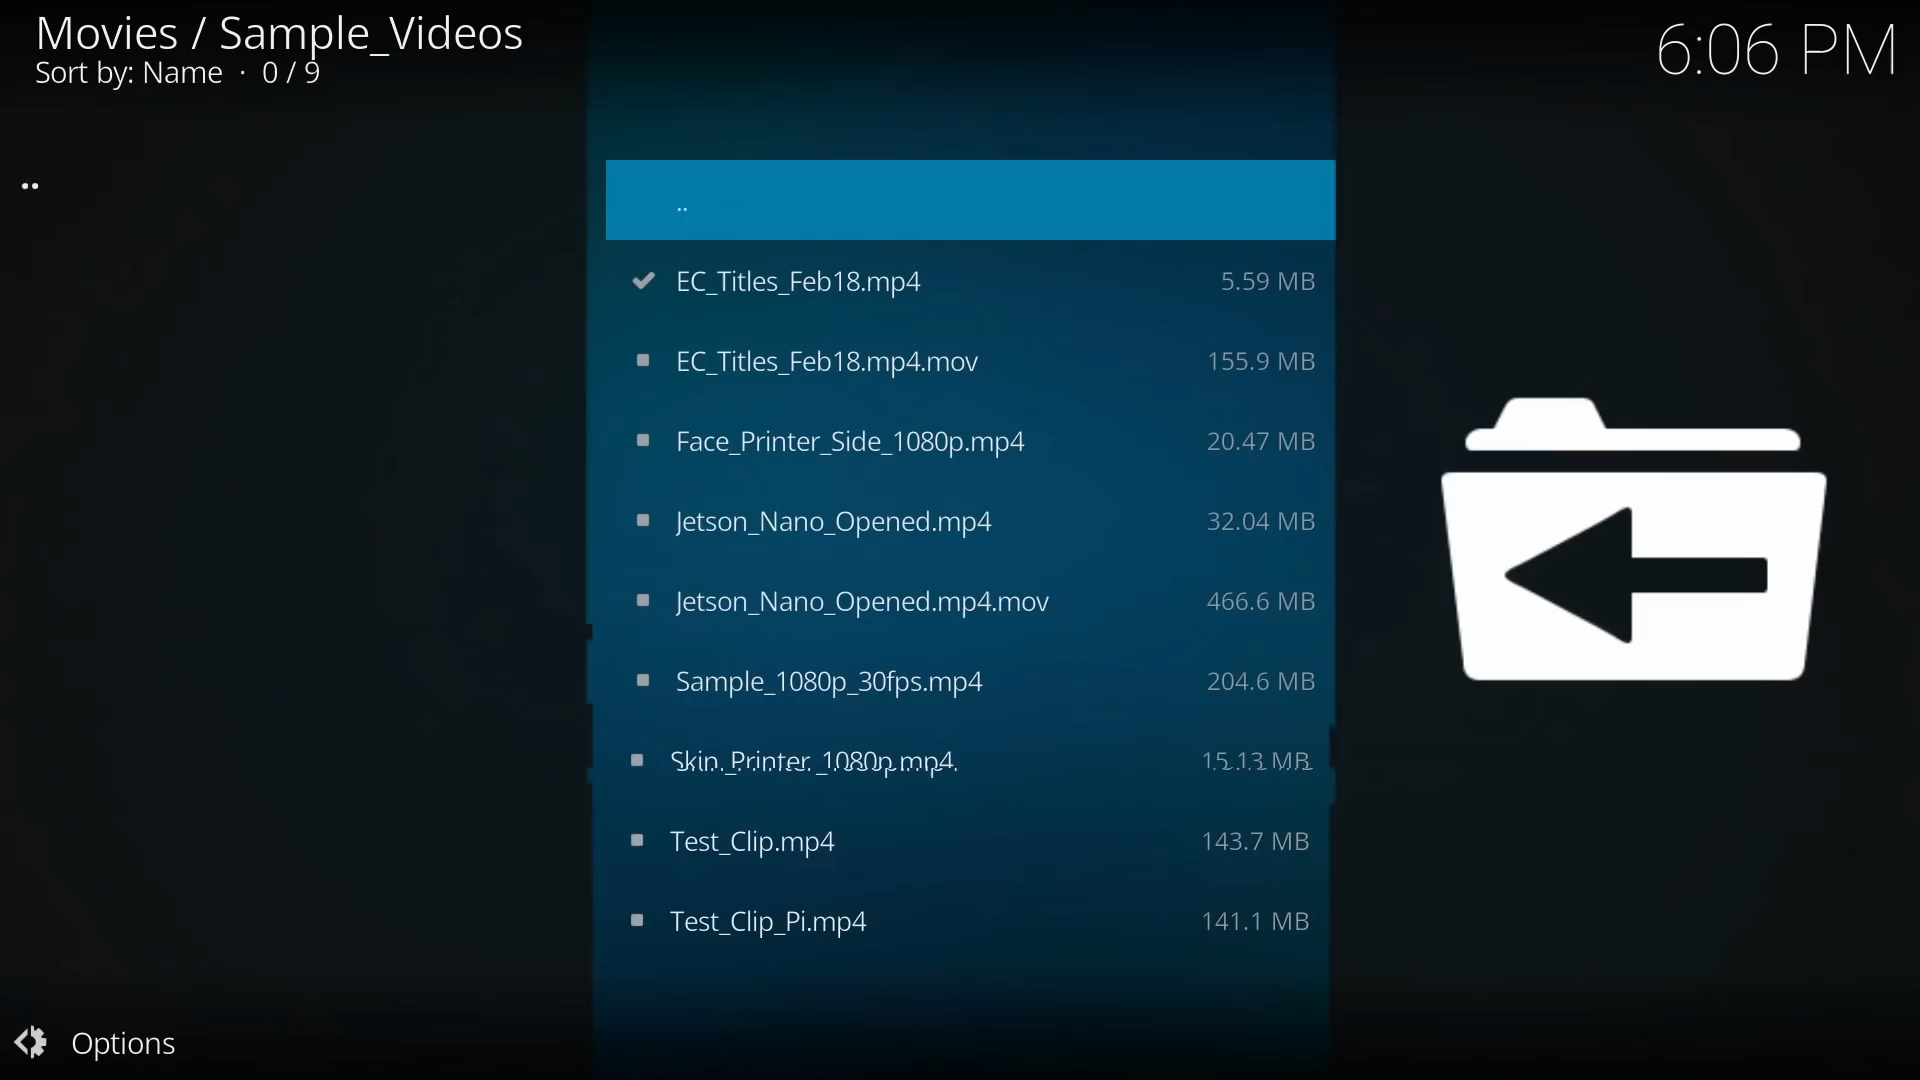 Movies / Sample_Videos
Sort by: Name · 0 / 9
6:06 PM
..
..
EC_Titles_Feb18.mp4 5.59 MB
EC_Titles_Feb18.mp4.mov 155.9 MB
Face_Printer_Side_1080p.mp4 20.47 MB
Jetson_Nano_Opened.mp4 32.04 MB
Jetson_Nano_Opened.mp4.mov 466.6 MB
Sample_1080p_30fps.mp4 204.6 MB
Skin_Printer_1080p.mp4 15.13 MB
Test_Clip.mp4 143.7 MB
Test_Clip_Pi.mp4 141.1 MB
Options